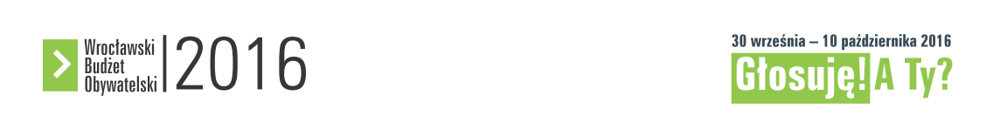 Wrocławski
Budżet
Obywatelski
2016
30 września – 10 października 2016
Głosuję! A Ty?